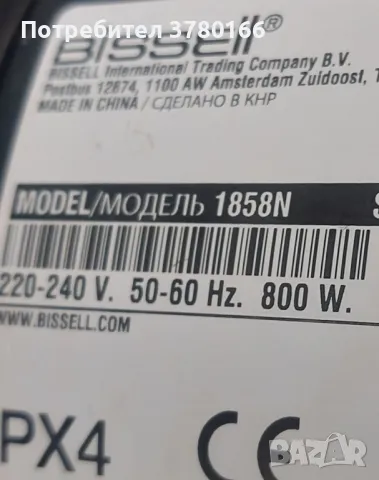 Потребител 3780166
BISSELL®
BISSELL International Trading Company B.V.
Postbus 12874, 1100 AW Amsterdam Zuidoost,
MADE IN CHINA / СДЕЛАНО В КНР
MODEL/МОДЕЛЬ 1858N
220-240 V. 50-60 Hz. 800 W.
WWW.BISSELL.COM
PX4 CE
BAZAR